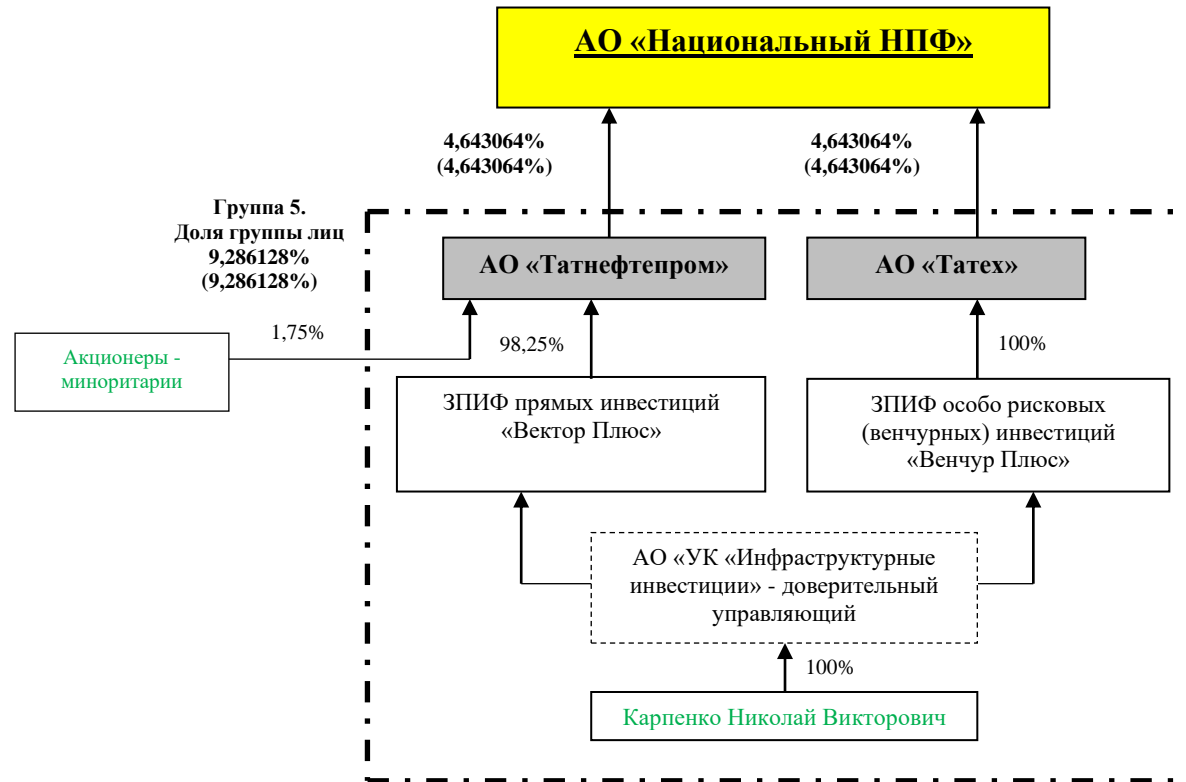 АО «Национальный НПФ»
4,643064%
(4,643064%)
4,643064%
(4,643064%)
Группа 5.
Доля группы лиц
9,286128%
(9,286128%)
АО «Татнефтепром»
АО «Татех»
1,75%
98,25%
100%
Акционеры -
миноритарии
ЗПИФ прямых инвестиций
«Вектор Плюс»
ЗПИФ особо рисковых
(венчурных) инвестиций
«Венчур Плюс»
АО «УК «Инфраструктурные
инвестиции» - доверительный
управляющий
100%
Карпенко Николай Викторович